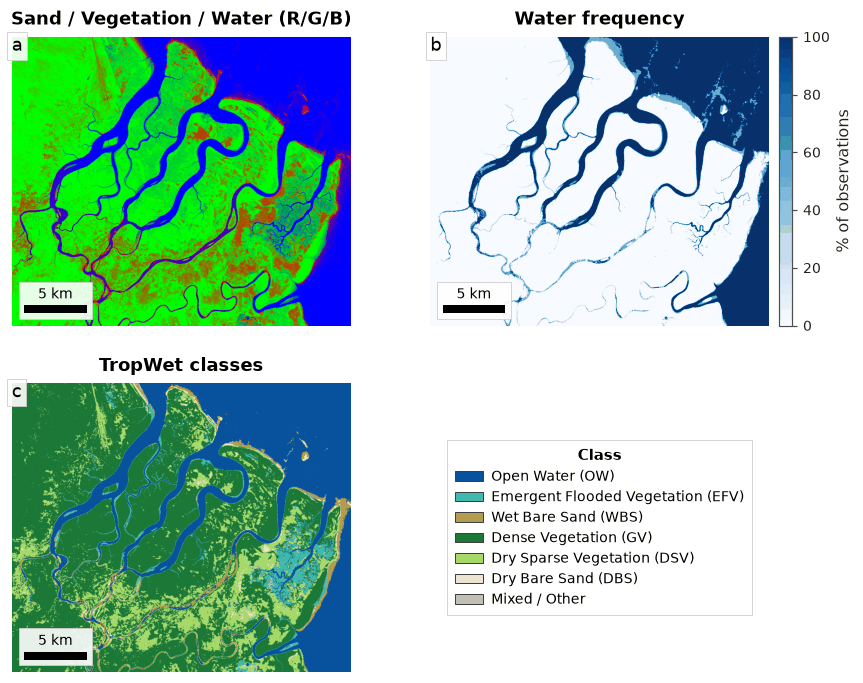 Sand / Vegetation / Water (R/G/B)
a
5 km
Water frequency
b
5 km
100
80
60
40
20
0
% of observations
TropWet classes
c
5 km
Class
Open Water (OW)
Emergent Flooded Vegetation (EFV)
Wet Bare Sand (WBS)
Dense Vegetation (GV)
Dry Sparse Vegetation (DSV)
Dry Bare Sand (DBS)
Mixed / Other